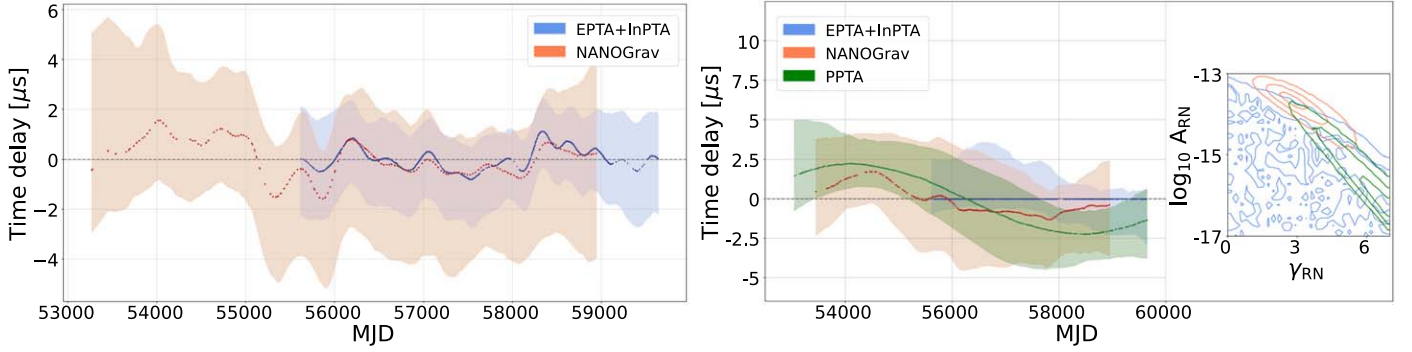 6
4
2
0
−2
−4
Time delay [μs]
53000 54000 55000 56000 57000 58000 59000
MJD
EPTA+InPTA
NANOGrav
10
7.5
5
2.5
0
-2.5
-5
Time delay [μs]
54000 56000 58000 60000
MJD
EPTA+InPTA
NANOGrav
PPTA
-13
-15
-17
log10 ARN
0 3 6
γRN